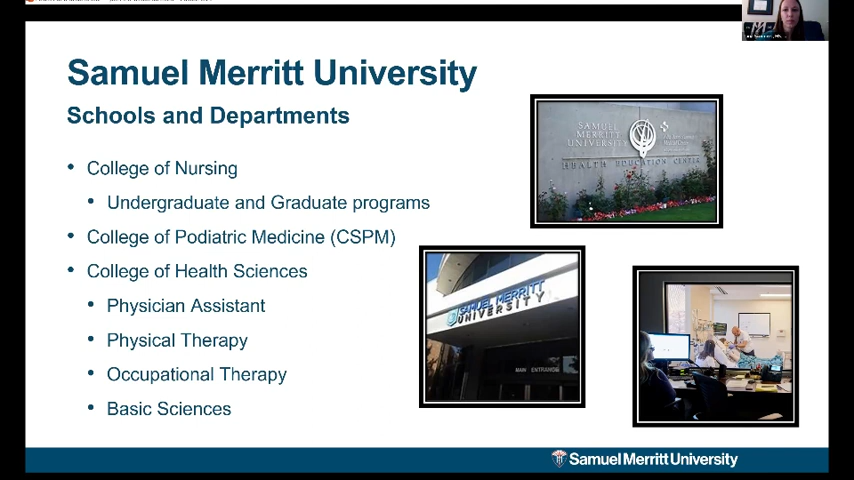 Samuel Merritt University
Schools and Departments
College of Nursing
Undergraduate and Graduate programs
College of Podiatric Medicine (CSPM)
College of Health Sciences
Physician Assistant
Physical Therapy
Occupational Therapy
Basic Sciences
SAMUEL
MERRITT
UNIVERSITY
HEALTH EDUCATION CENTER
SAMUEL MERRITT
UNIVERSITY
MAIN ENTRANCE
Samuel Merritt University